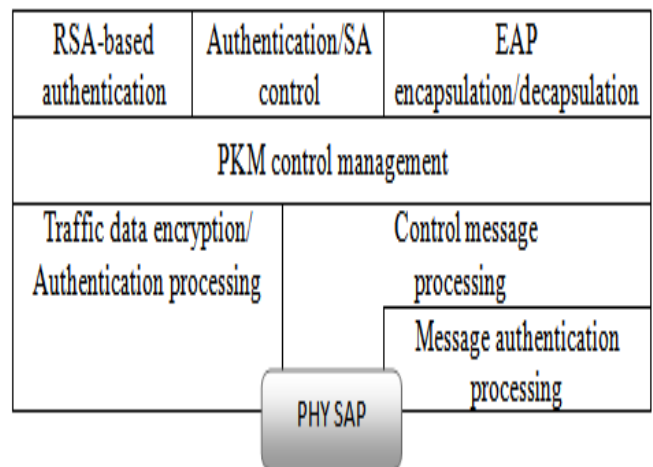 RSA-based
authentication
Authentication/SA
control
EAP
encapsulation/decapsulation
PKM control management
Traffic data encryption/
Authentication processing
Control message
processing
Message authentication
processing
PHY SAP